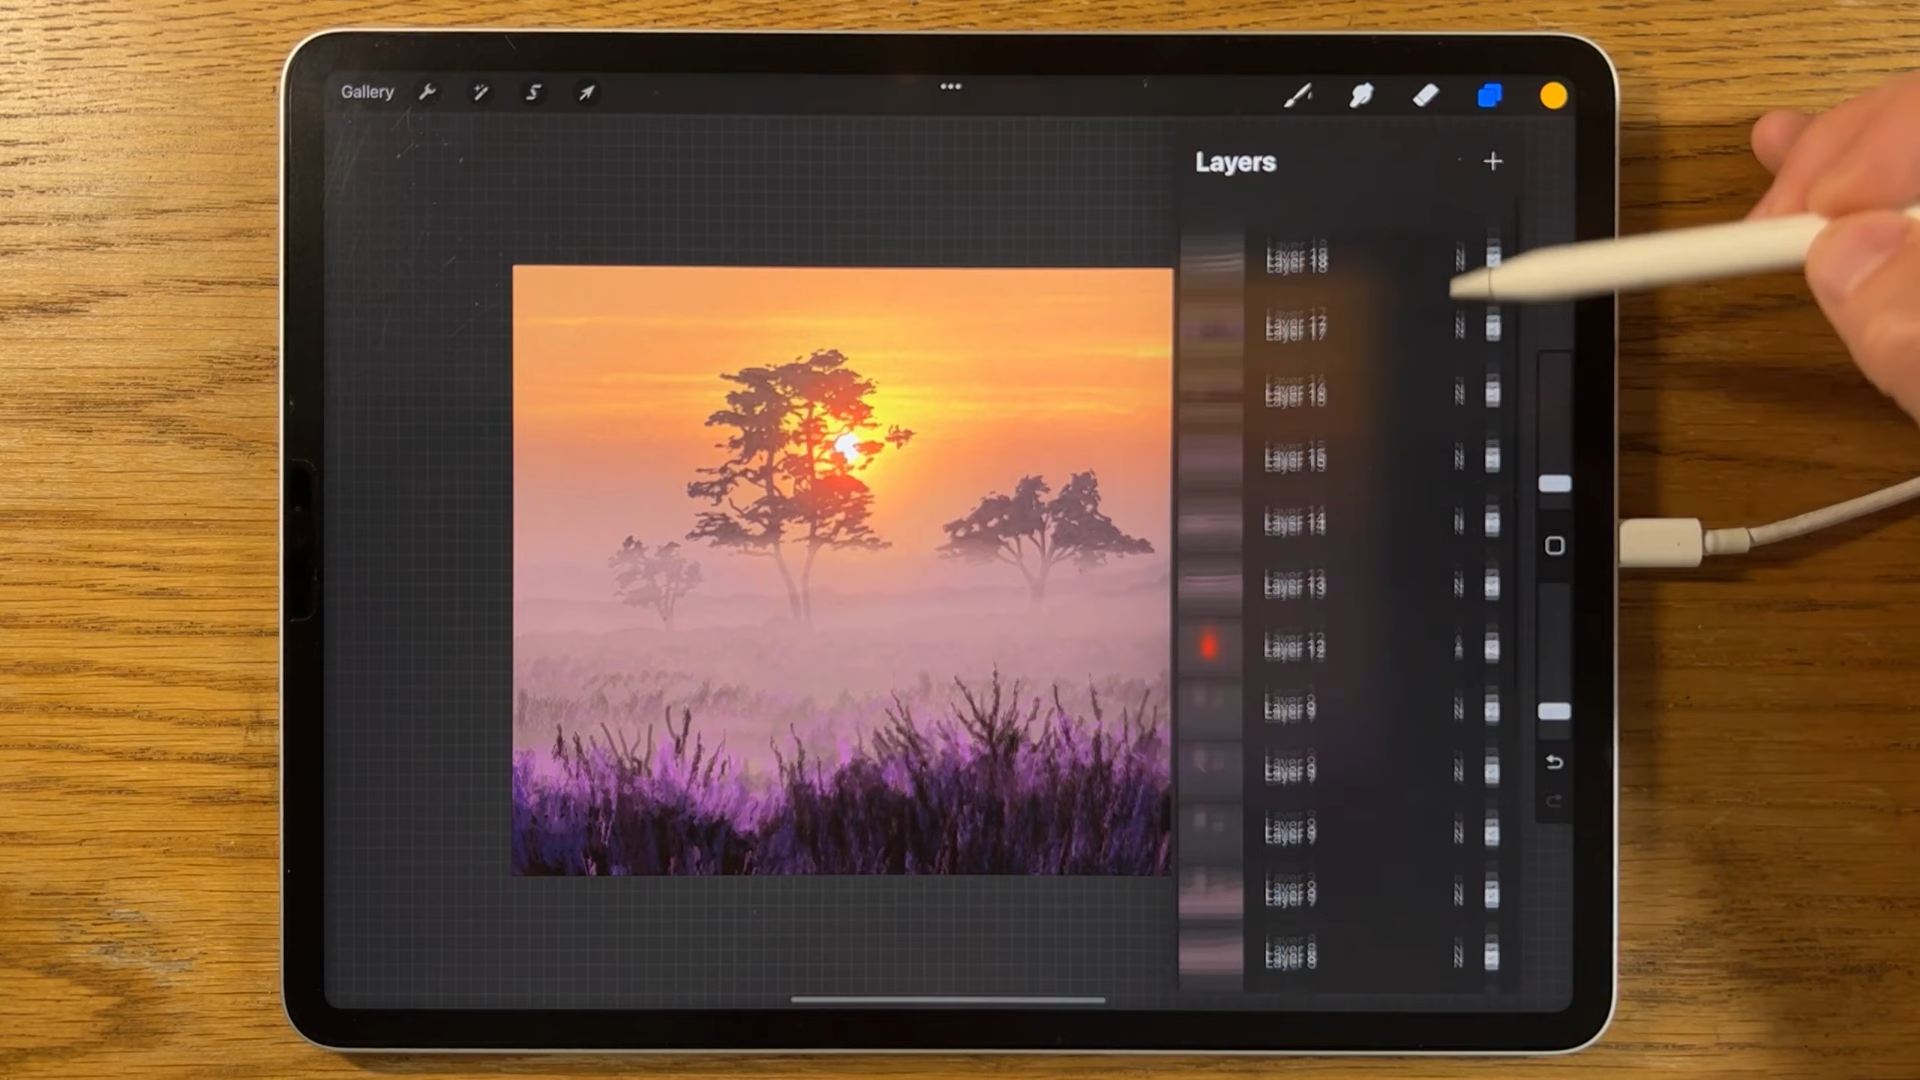 Gallery
Layers
Layer 18 N
Layer 17 N
Layer 16 N
Layer 15 N
Layer 14 N
Layer 13 N
Layer 12 A
Layer 9 N
Layer 9 N
Layer 9 N
Layer 9 N
Layer 8 N